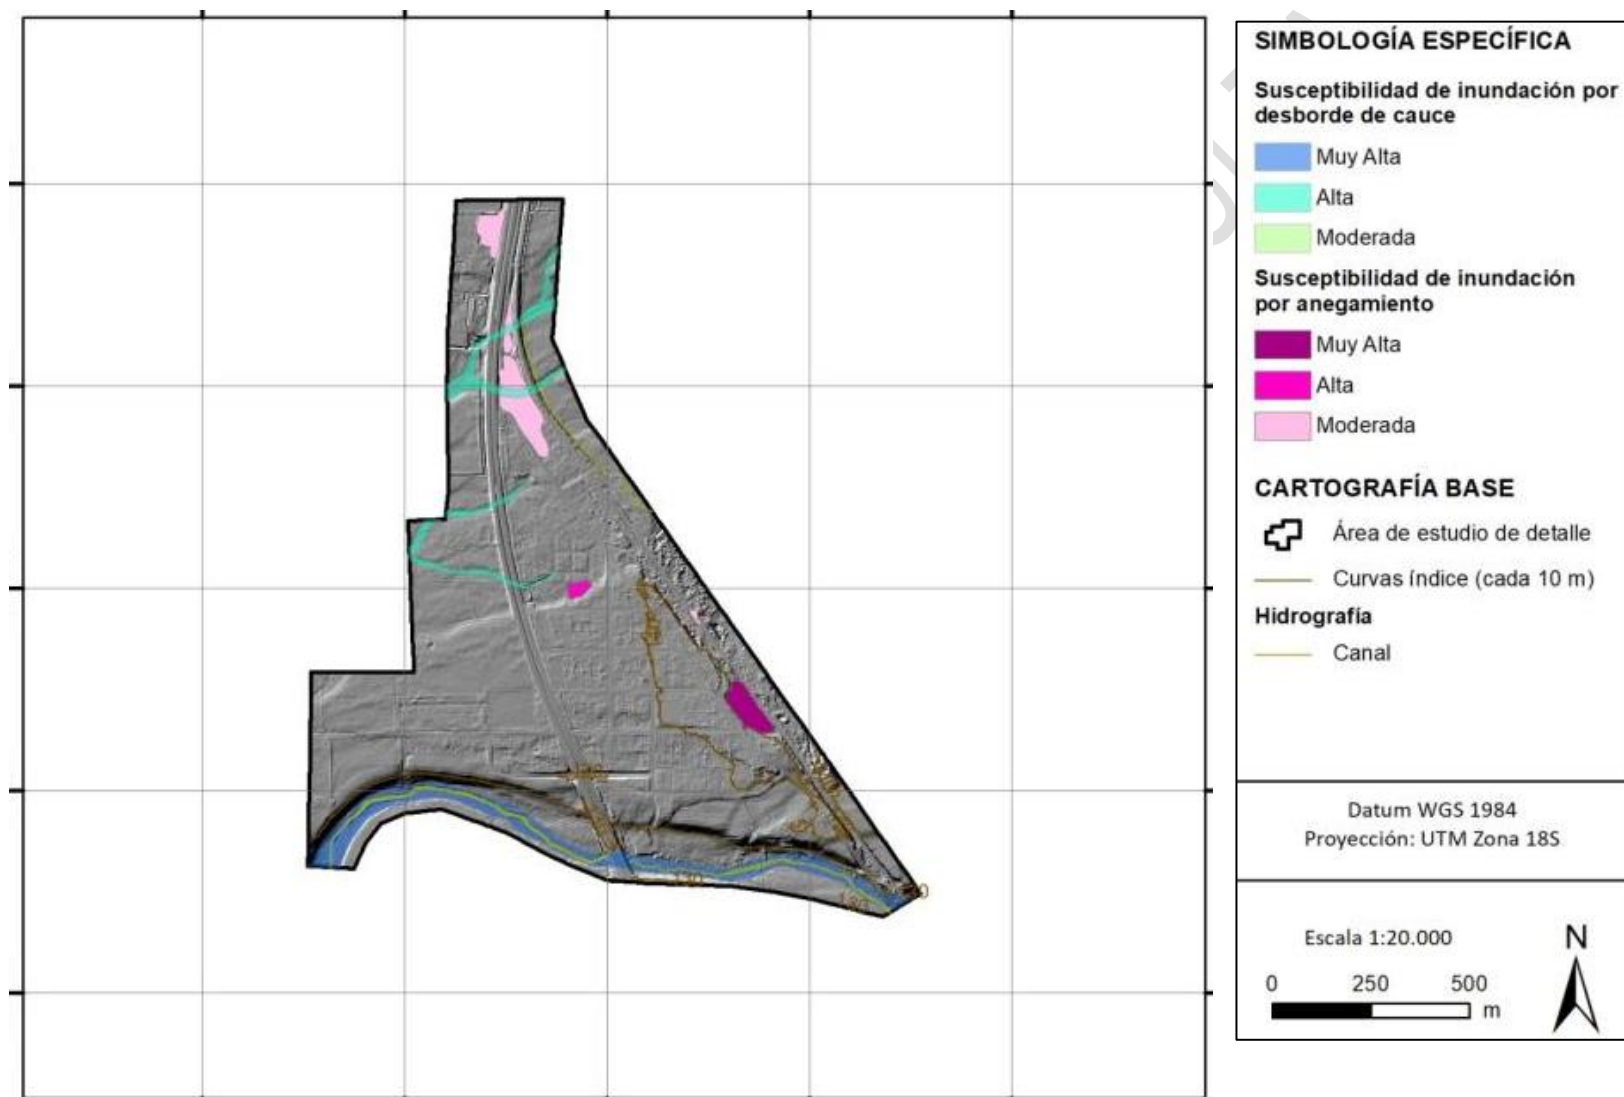 SIMBOLOGÍA ESPECÍFICA
Susceptibilidad de inundación por
desborde de cauce
Muy Alta
Alta
Moderada
Susceptibilidad de inundación
por anegamiento
Muy Alta
Alta
Moderada
CARTOGRAFÍA BASE
Área de estudio de detalle
Curvas índice (cada 10 m)
Hidrografía
Canal
Datum WGS 1984
Proyección: UTM Zona 18S
Escala 1:20.000
N
0 250 500
m